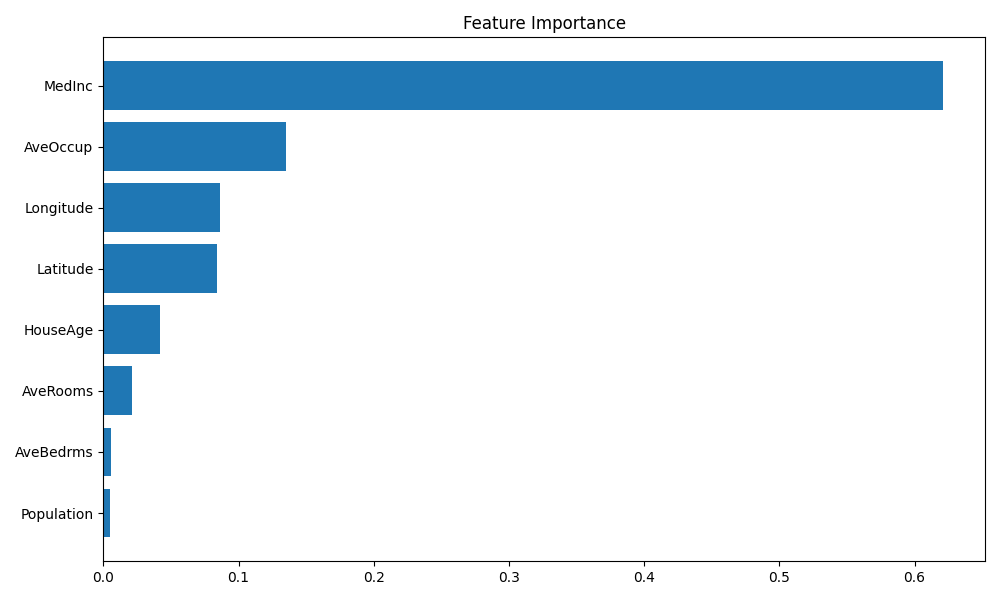 Feature Importance
MedInc
AveOccup
Longitude
Latitude
HouseAge
AveRooms
AveBedrms
Population
0.0 0.1 0.2 0.3 0.4 0.5 0.6